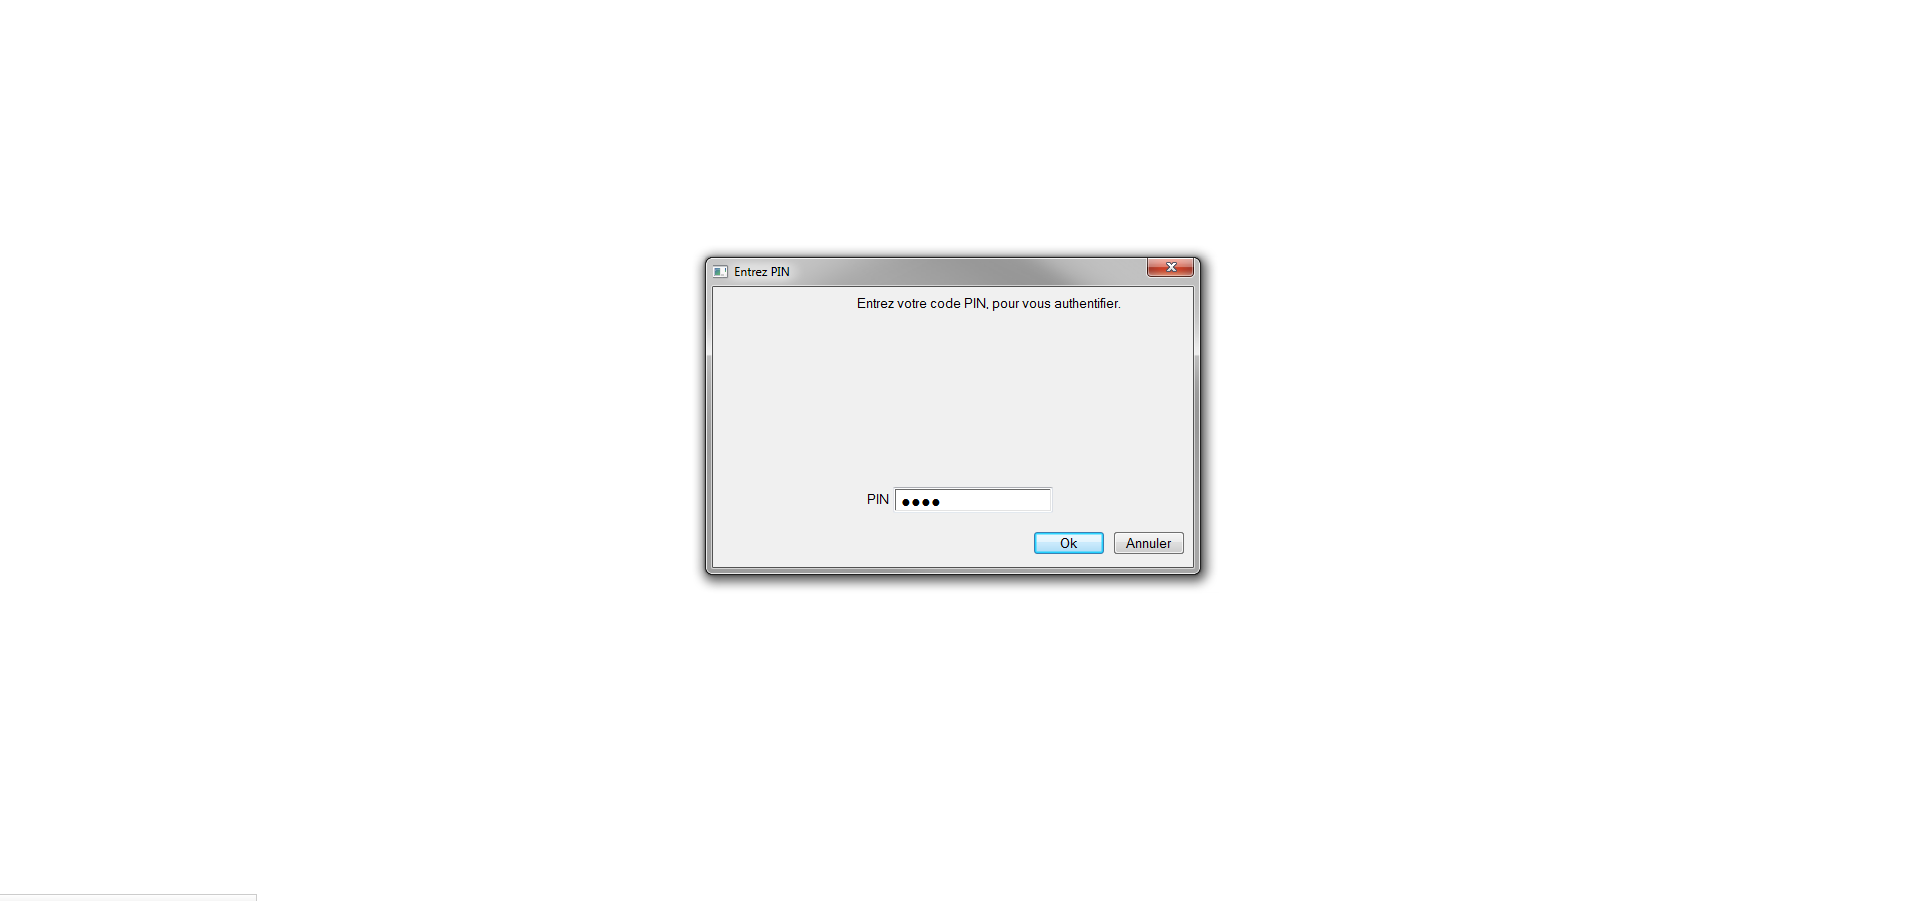 Entrez PIN
Entrez votre code PIN, pour vous authentifier.
PIN ●●●●
Ok Annuler